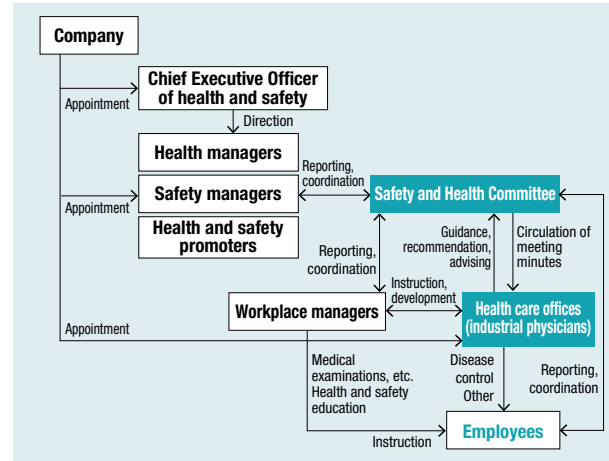 Company
Chief Executive Officer
of health and safety
Appointment
Direction
Health managers
Reporting,
coordination
Safety managers
Safety and Health Committee
Appointment
Health and safety
promoters
Reporting,
coordination
Guidance,
recommendation,
advising
Circulation of
meeting
minutes
Instruction,
development
Workplace managers
Health care offices
(industrial physicians)
Appointment
Medical
examinations, etc.
Health and safety
education
Disease
control
Other
Reporting,
coordination
Employees
Instruction